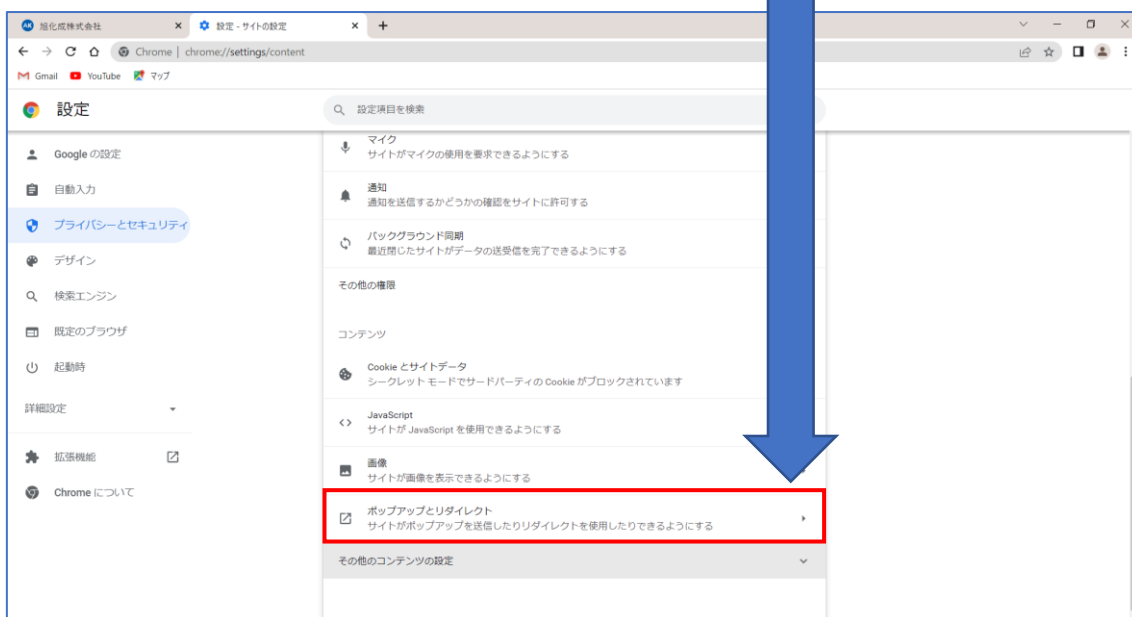 AK 旭化成株式会社
設定 - サイトの設定
Chrome | chrome://settings/content
Gmail YouTube マップ
設定
設定項目を検索
Google の設定
自動入力
プライバシーとセキュリティ
デザイン
検索エンジン
既定のブラウザ
起動時
詳細設定
拡張機能
Chrome について
マイク
サイトがマイクの使用を要求できるようにする
通知
通知を送信するかどうかの確認をサイトに許可する
バックグラウンド同期
最近閉じたサイトがデータの送受信を完了できるようにする
その他の権限
コンテンツ
Cookie とサイトデータ
シークレット モードでサードパーティの Cookie がブロックされています
JavaScript
サイトが JavaScript を使用できるようにする
画像
サイトが画像を表示できるようにする
ポップアップとリダイレクト
サイトがポップアップを送信したりリダイレクトを使用したりできるようにする
その他のコンテンツの設定